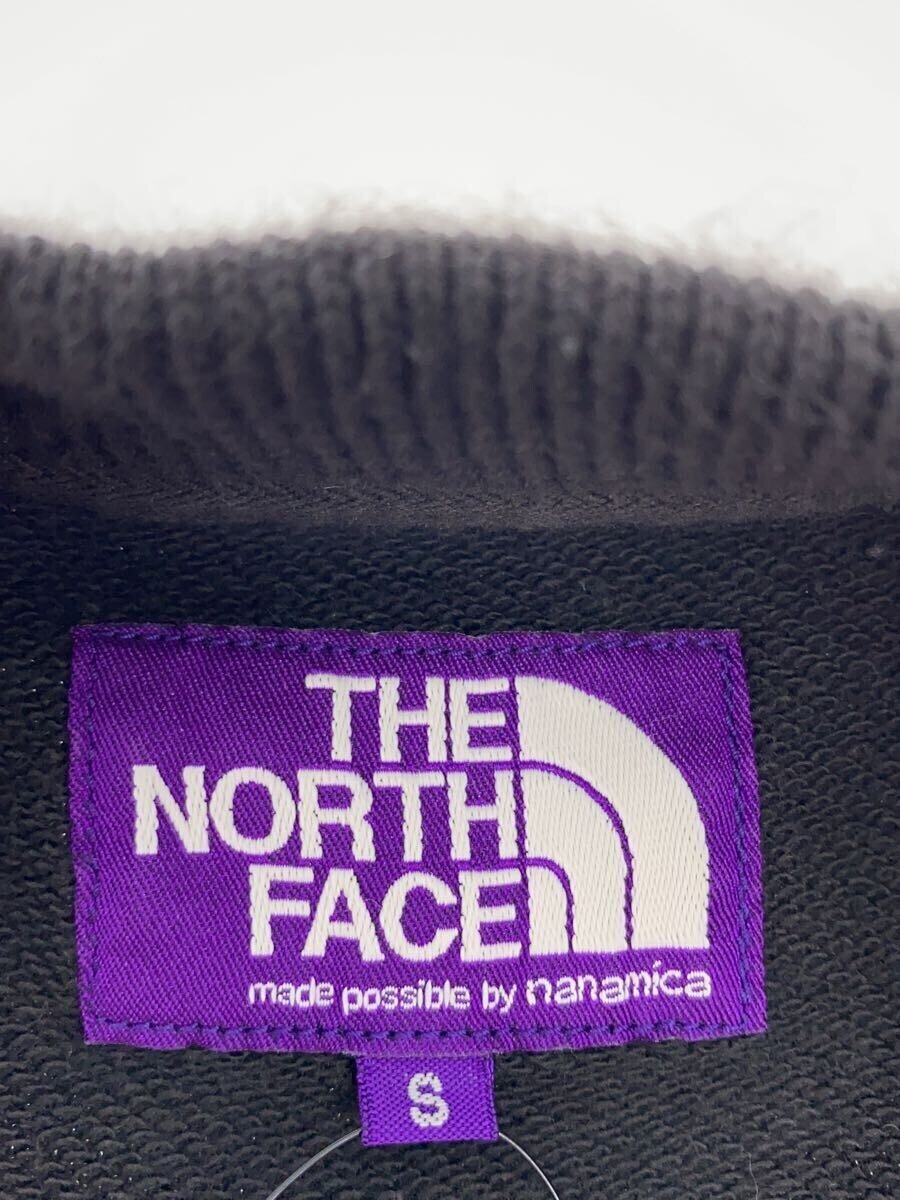 THE
NORTH
FACE
made possible by nanamica
S